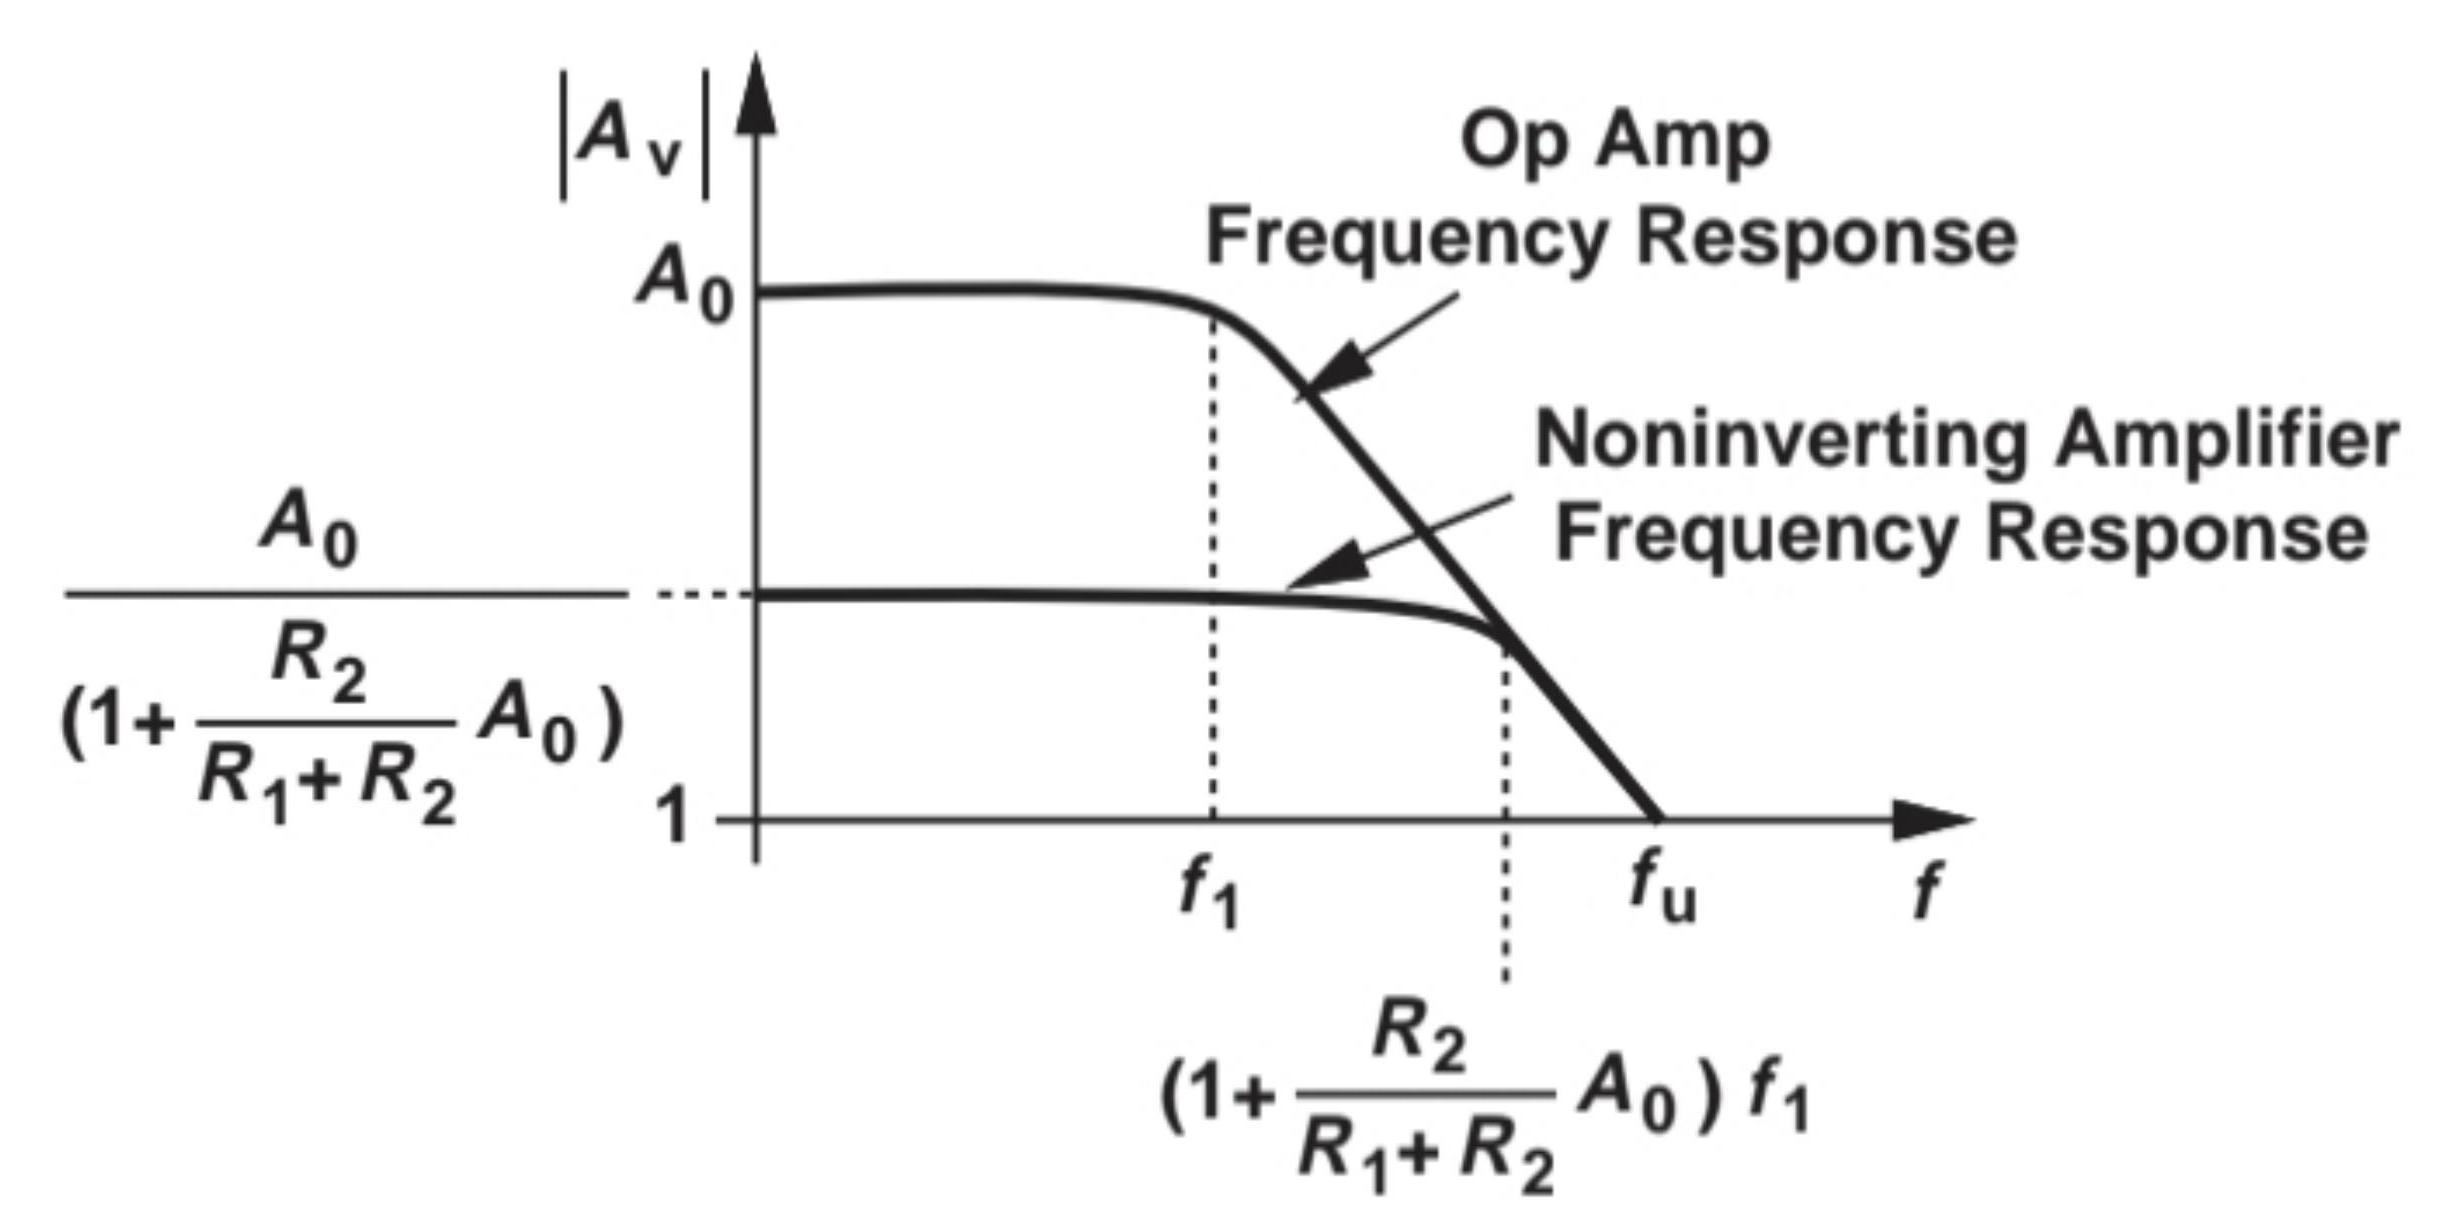 |A v|
Op Amp
Frequency Response
A0
Noninverting Amplifier
Frequency Response
A0
R2
(1+ R1+ R2 A0 )
1
f1
fu
f
R2
(1+ R1+ R2 A0 ) f1